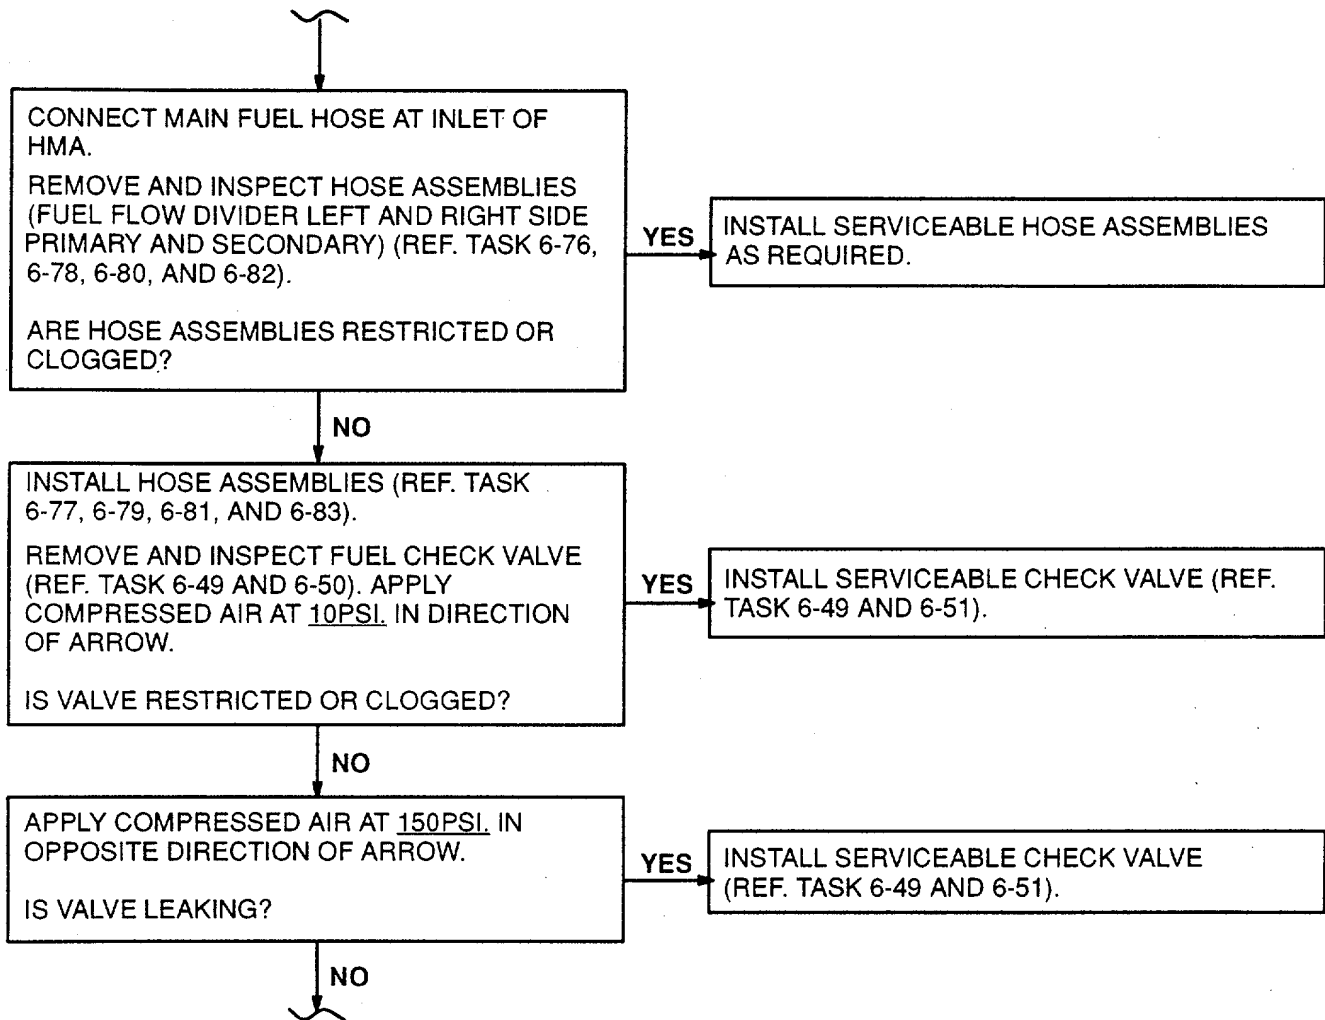 CONNECT MAIN FUEL HOSE AT INLET OF
HMA.
REMOVE AND INSPECT HOSE ASSEMBLIES
(FUEL FLOW DIVIDER LEFT AND RIGHT SIDE
PRIMARY AND SECONDARY) (REF. TASK 6-76,
6-78, 6-80, AND 6-82).
ARE HOSE ASSEMBLIES RESTRICTED OR
CLOGGED?
YES
INSTALL SERVICEABLE HOSE ASSEMBLIES
AS REQUIRED.
NO
INSTALL HOSE ASSEMBLIES (REF. TASK
6-77, 6-79, 6-81, AND 6-83).
REMOVE AND INSPECT FUEL CHECK VALVE
(REF. TASK 6-49 AND 6-50). APPLY
COMPRESSED AIR AT 10PSI. IN DIRECTION
OF ARROW.
IS VALVE RESTRICTED OR CLOGGED?
YES
INSTALL SERVICEABLE CHECK VALVE (REF.
TASK 6-49 AND 6-51).
NO
APPLY COMPRESSED AIR AT 150PSI. IN
OPPOSITE DIRECTION OF ARROW.
IS VALVE LEAKING?
YES
INSTALL SERVICEABLE CHECK VALVE
(REF. TASK 6-49 AND 6-51).
NO